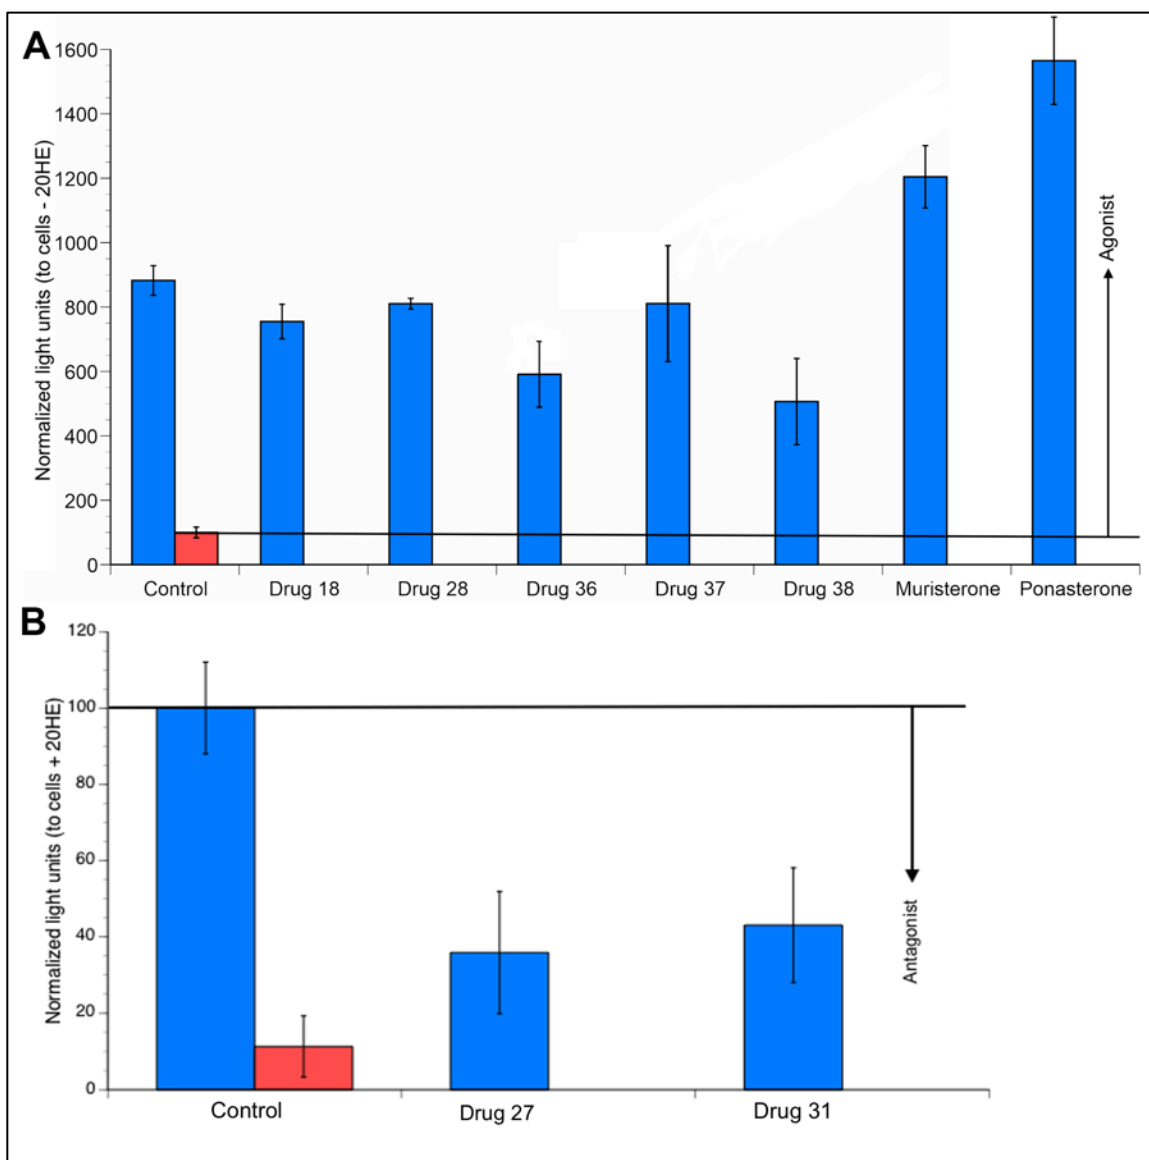 A
Normalized light units (to cells - 20HE)
1600
1400
1200
1000
800
600
400
200
0
Agonist
Control
Drug 18
Drug 28
Drug 36
Drug 37
Drug 38
Muristerone
Ponasterone
B
Normalized light units (to cells + 20HE)
120
100
80
60
40
20
0
Antagonist
Control
Drug 27
Drug 31